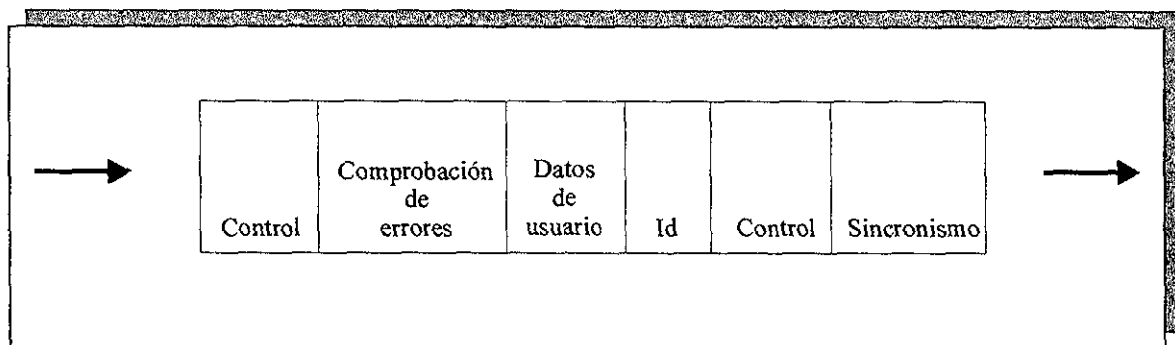 Control
Comprobación
de
errores
Datos
de
usuario
Id
Control
Sincronismo